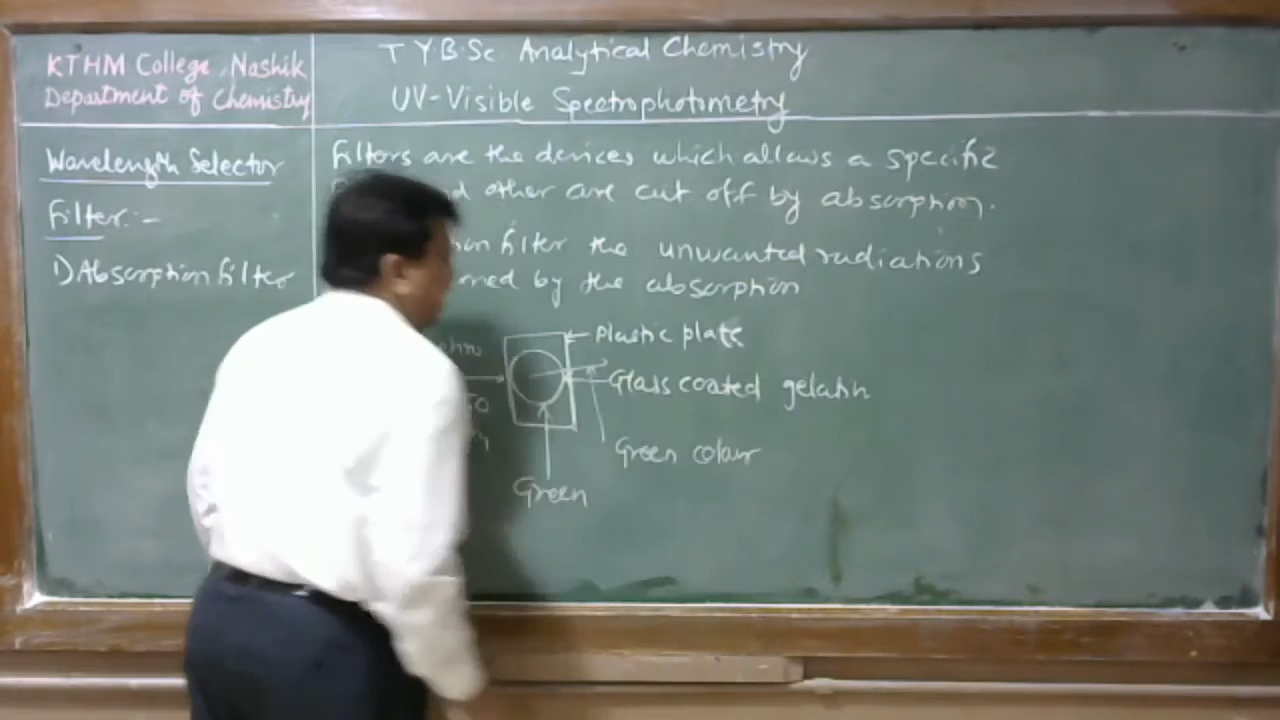 KTHM College, Nashik
Department of Chemistry
T Y B.Sc Analytical Chemistry
UV-Visible Spectrophotometry
Wavelength Selector
Filter:-
1) Absorption Filter
Filters are the devices which allows a specific
other are cut off by absorption.
filter the unwanted radiations
by the absorption
Plastic plate
Glass coated gelatin
Green colour
Green